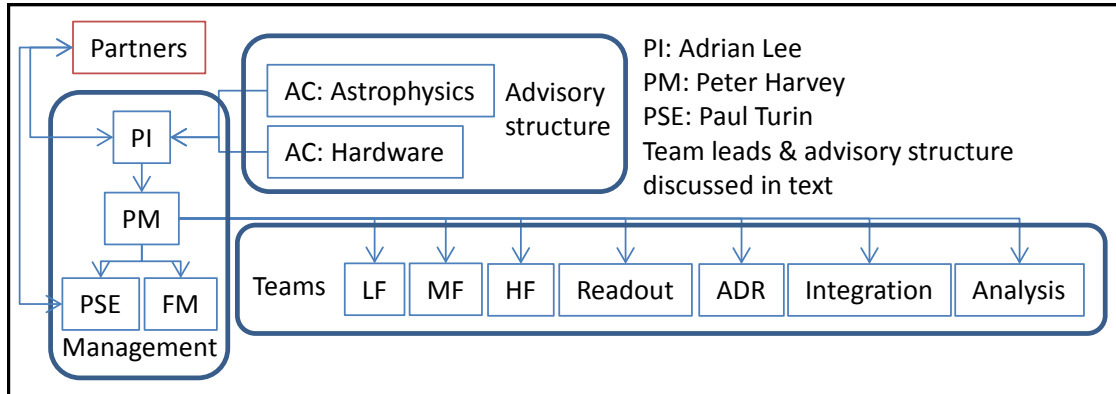 Partners
AC: Astrophysics
AC: Hardware
Advisory
structure
PI: Adrian Lee
PM: Peter Harvey
PSE: Paul Turin
Team leads & advisory structure
discussed in text
PI
PM
PSE
FM
Management
Teams
LF
MF
HF
Readout
ADR
Integration
Analysis